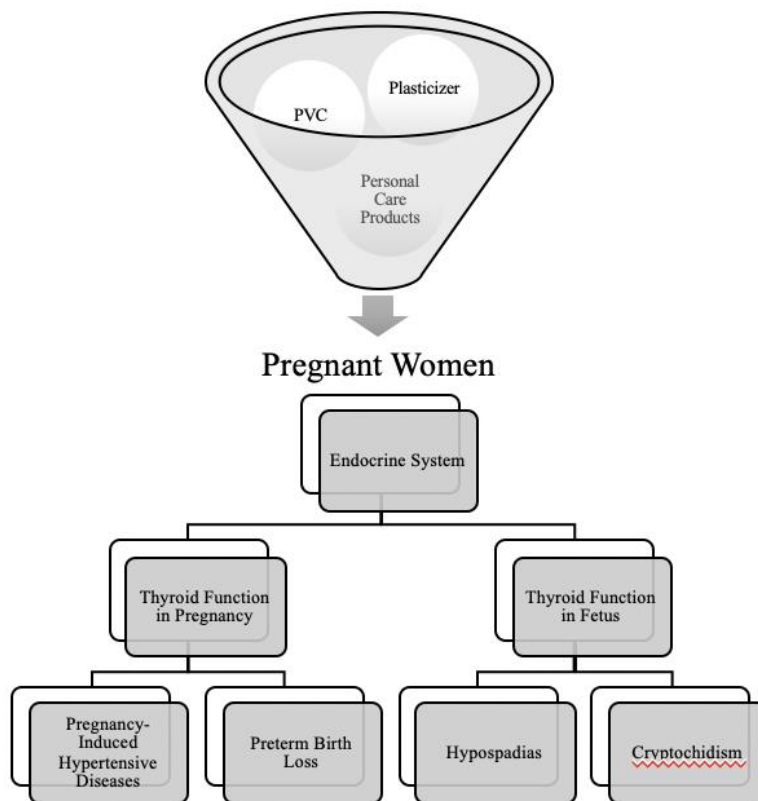 Plasticizer
PVC
Personal
Care
Products
Pregnant Women
Endocrine System
Thyroid Function
in Pregnancy
Thyroid Function
in Fetus
Pregnancy-
Induced
Hypertensive
Diseases
Preterm Birth
Loss
Hypospadias
Cryptochidism